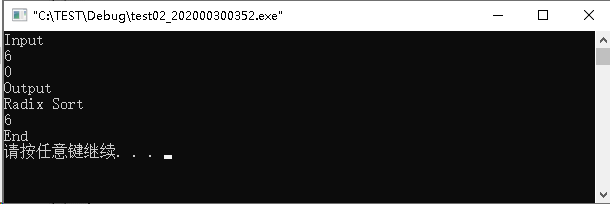 "C:\TEST\Debug\test02_202000300352.exe"
Input
6
0
Output
Radix Sort
6
End
请按任意键继续. . .